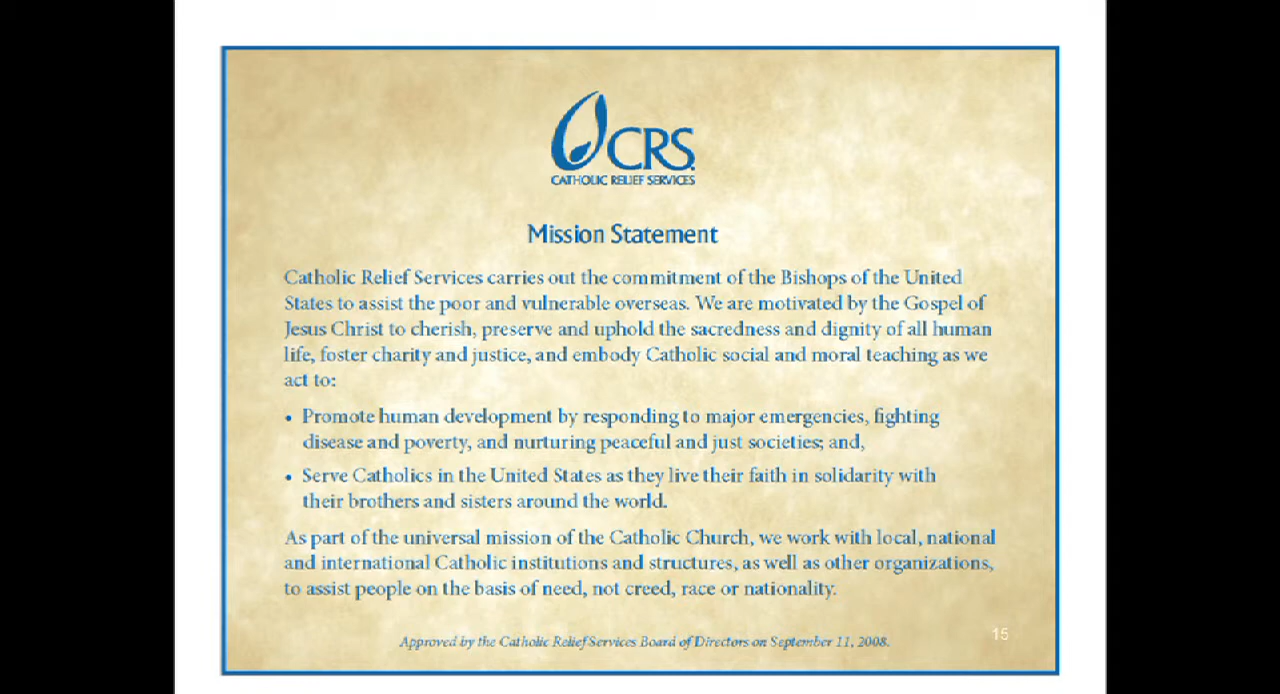 CRS
CATHOLIC RELIEF SERVICES
Mission Statement
Catholic Relief Services carries out the commitment of the Bishops of the United
States to assist the poor and vulnerable overseas. We are motivated by the Gospel of
Jesus Christ to cherish, preserve and uphold the sacredness and dignity of all human
life, foster charity and justice, and embody Catholic social and moral teaching as we
act to:
• Promote human development by responding to major emergencies, fighting
disease and poverty, and nurturing peaceful and just societies; and,
• Serve Catholics in the United States as they live their faith in solidarity with
their brothers and sisters around the world.
As part of the universal mission of the Catholic Church, we work with local, national
and international Catholic institutions and structures, as well as other organizations,
to assist people on the basis of need, not creed, race or nationality.
15
Approved by the Catholic Relief Services Board of Directors on September 11, 2008.